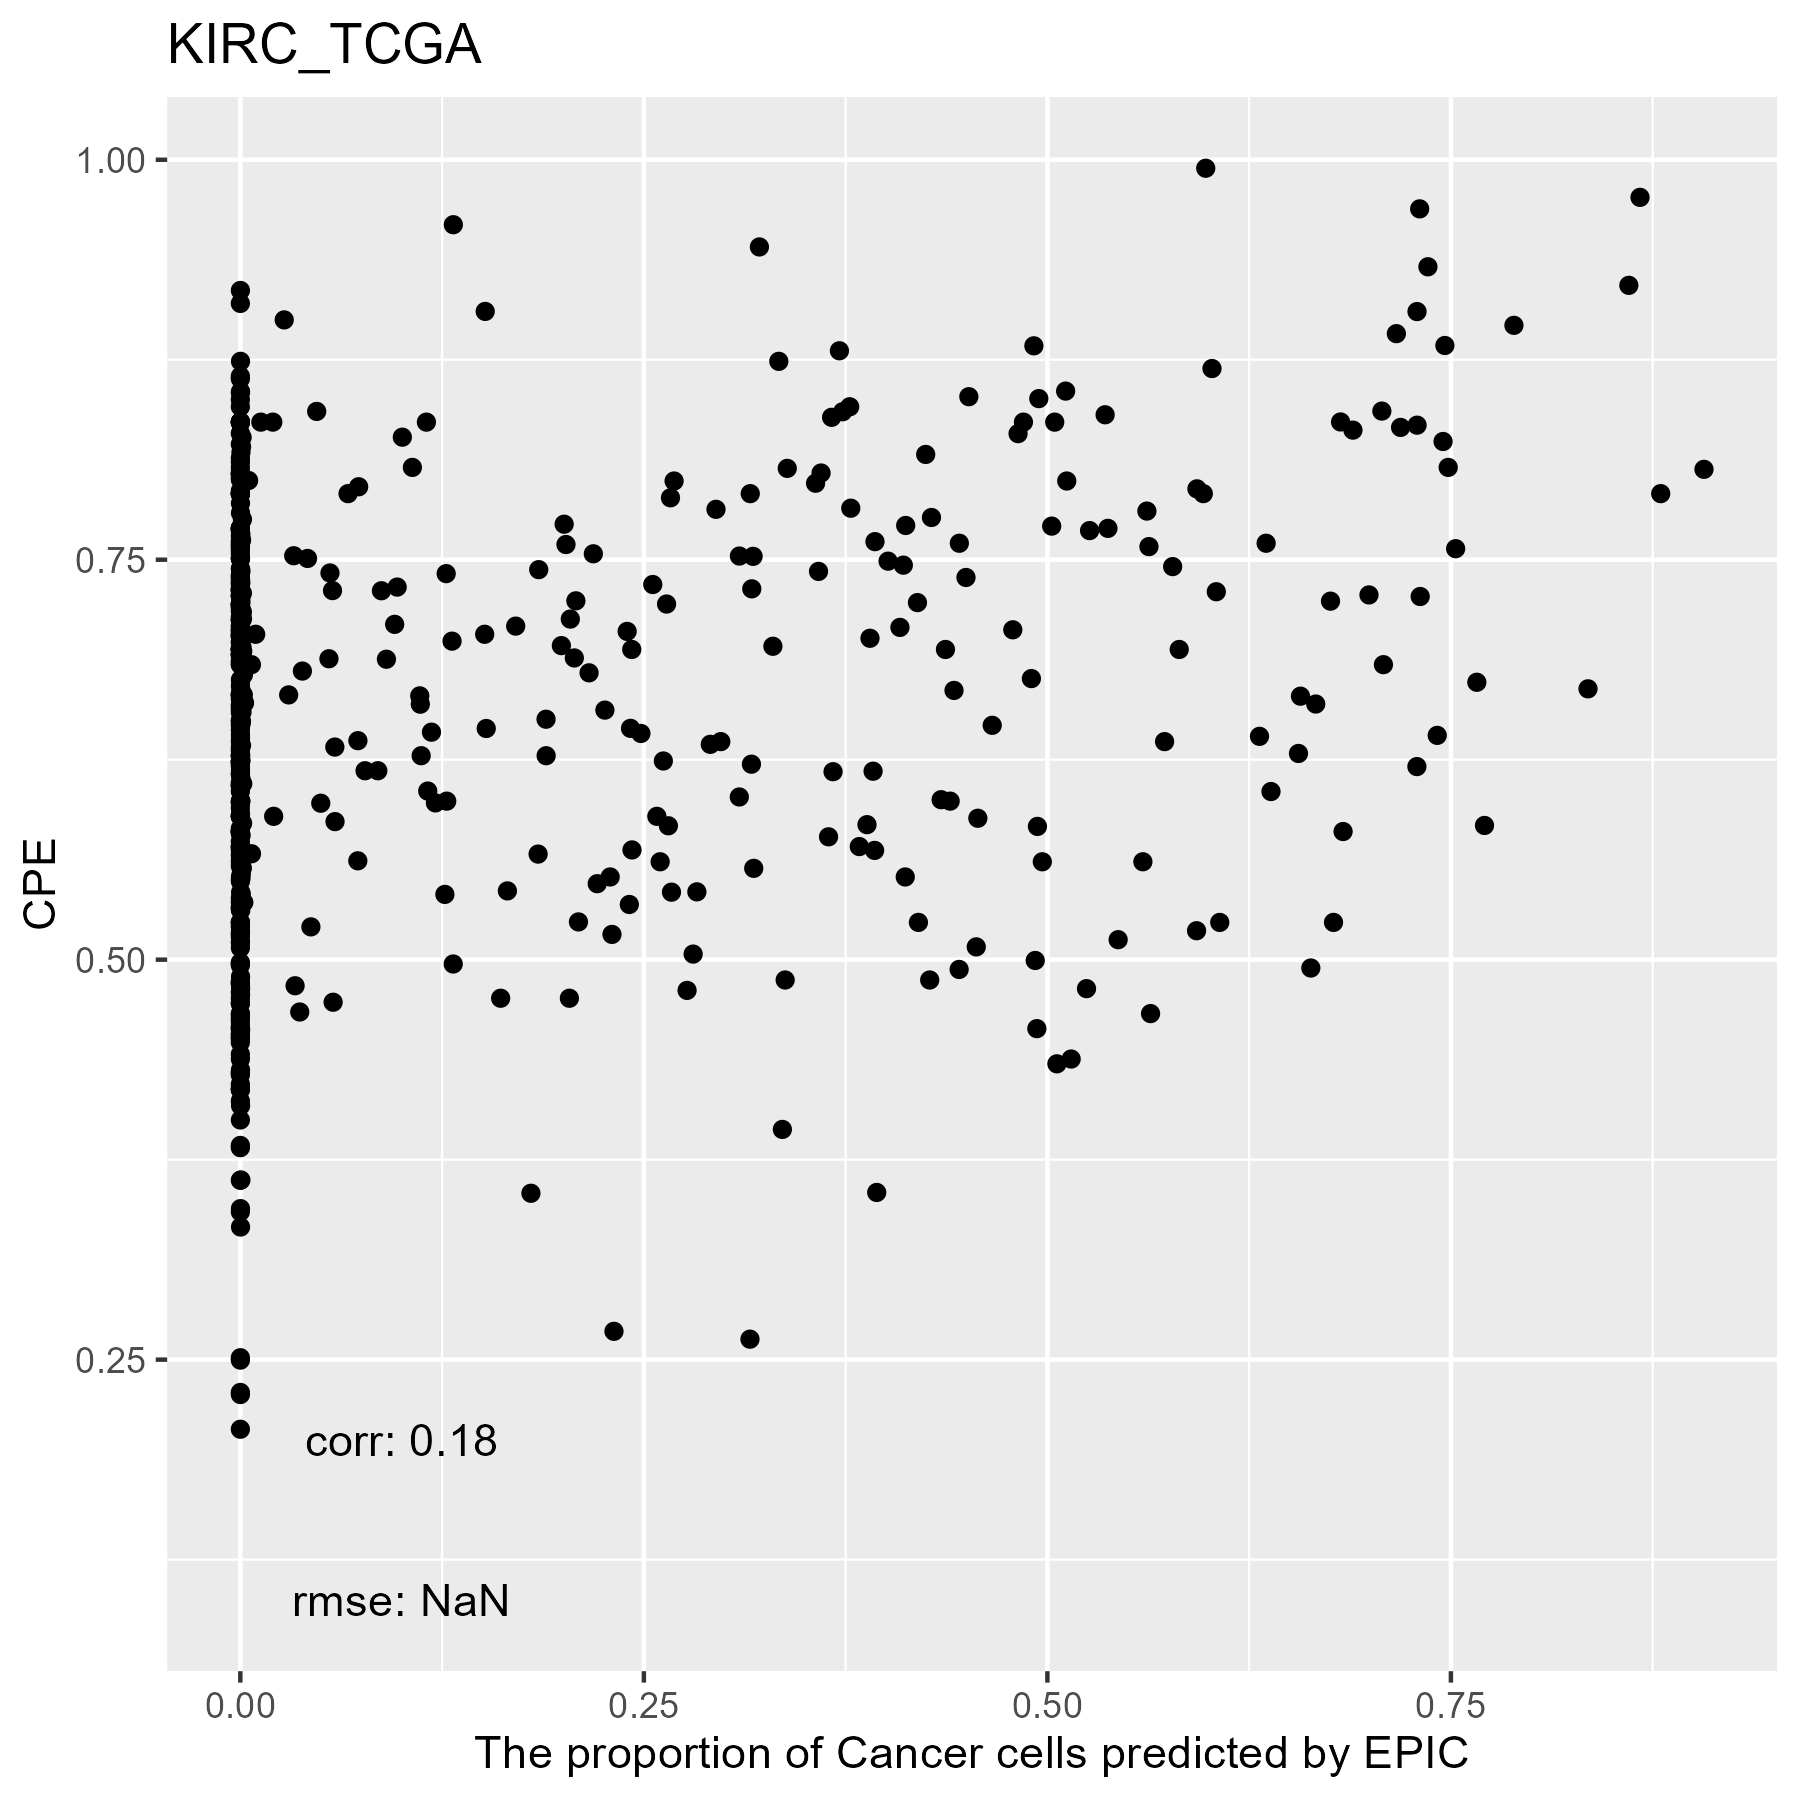 KIRC_TCGA
1.00
0.75
0.50
0.25
CPE
corr: 0.18
rmse: NaN
0.00 0.25 0.50 0.75
The proportion of Cancer cells predicted by EPIC